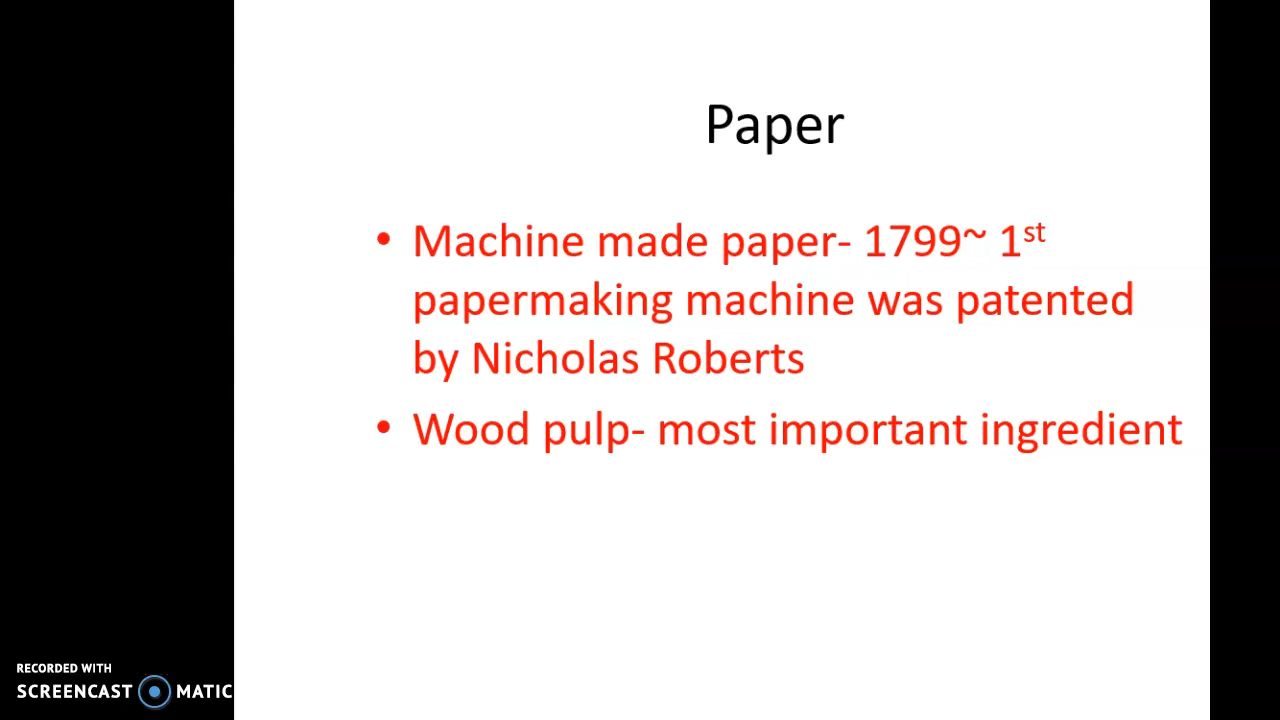 Paper
• Machine made paper- 1799~ 1st
papermaking machine was patented
by Nicholas Roberts
• Wood pulp- most important ingredient
RECORDED WITH
SCREENCAST MATIC